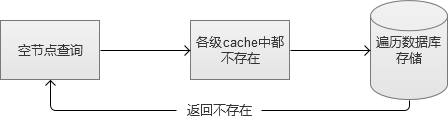 空节点查询
各级cache中都
不存在
遍历数据库
存储
返回不存在